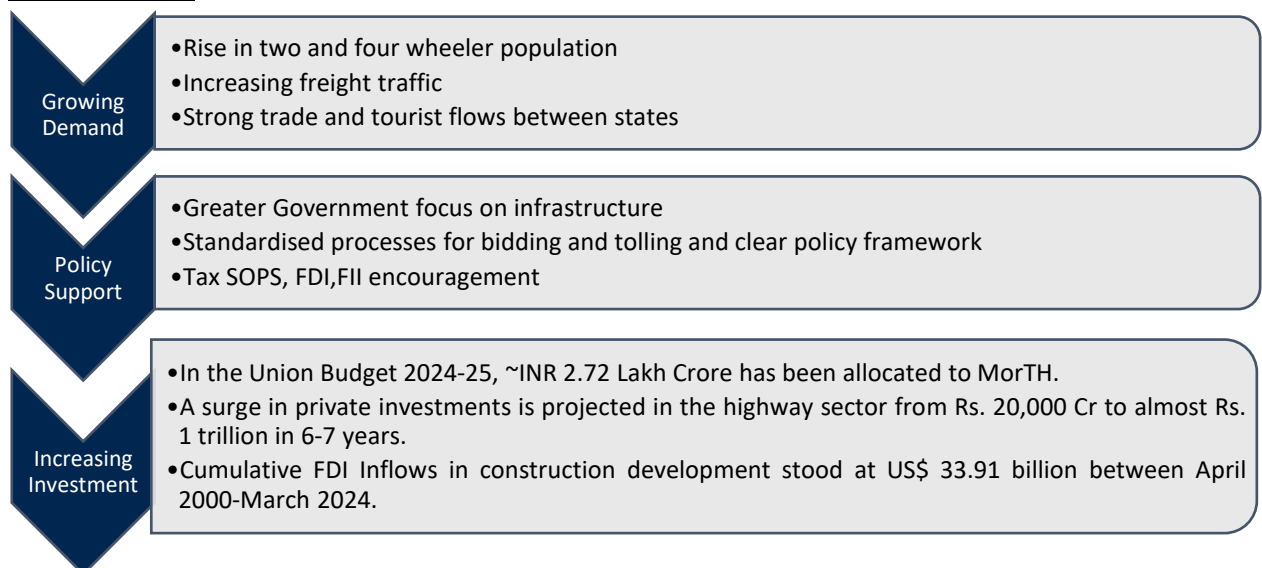 Growing
Demand
•Rise in two and four wheeler population
•Increasing freight traffic
•Strong trade and tourist flows between states
Policy
Support
•Greater Government focus on infrastructure
•Standardised processes for bidding and tolling and clear policy framework
•Tax SOPS, FDI,FII encouragement
Increasing
Investment
•In the Union Budget 2024-25, ~INR 2.72 Lakh Crore has been allocated to MorTH.
•A surge in private investments is projected in the highway sector from Rs. 20,000 Cr to almost Rs.
1 trillion in 6-7 years.
•Cumulative FDI Inflows in construction development stood at US$ 33.91 billion between April
2000-March 2024.